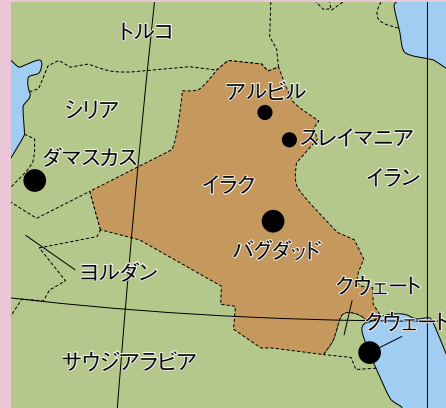 トルコ
アルビル
シリア
スレイマニア
ダマスカス
イラク
イラン
バグダッド
ヨルダン
クウェート
クウェート
サウジアラビア